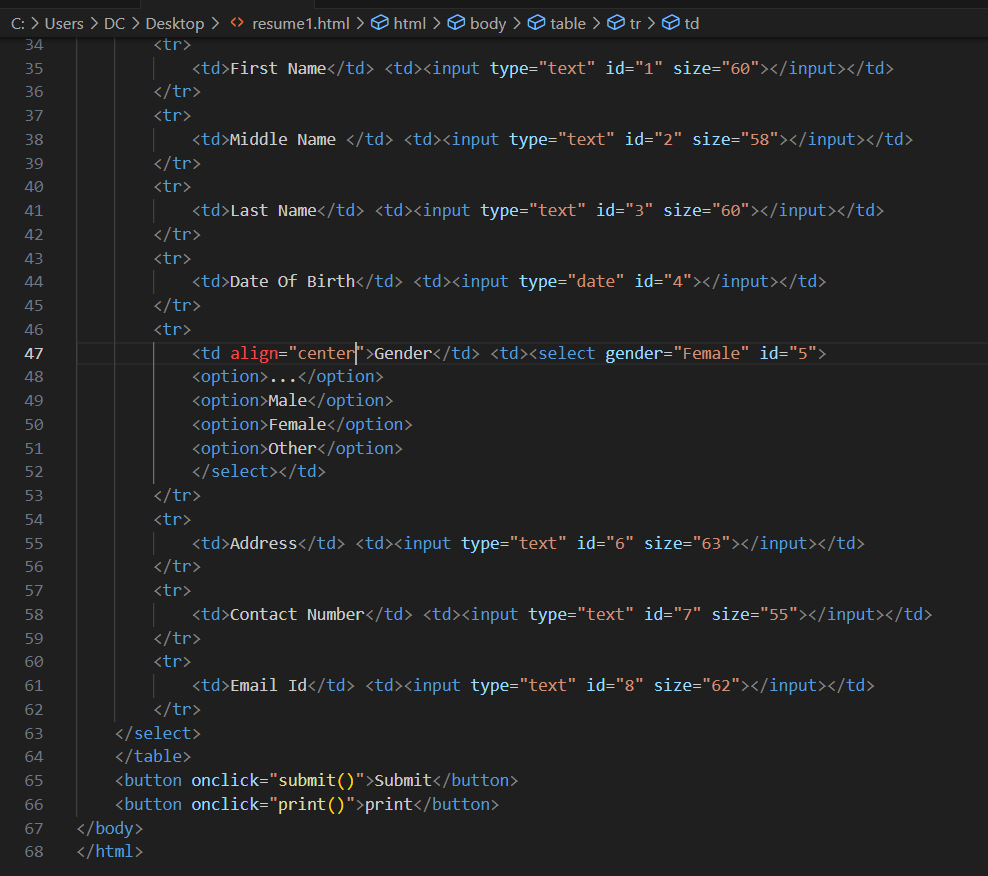 C: > Users > DC > Desktop > <> resume1.html > html > body > table > tr > td
34 <tr>
35 <td>First Name</td> <td><input type="text" id="1" size="60"></input></td>
36 </tr>
37 <tr>
38 <td>Middle Name </td> <td><input type="text" id="2" size="58"></input></td>
39 </tr>
40 <tr>
41 <td>Last Name</td> <td><input type="text" id="3" size="60"></input></td>
42 </tr>
43 <tr>
44 <td>Date Of Birth</td> <td><input type="date" id="4"></input></td>
45 </tr>
46 <tr>
47 <td align="center">Gender</td> <td><select gender="Female" id="5">
48 <option>...</option>
49 <option>Male</option>
50 <option>Female</option>
51 <option>Other</option>
52 </select></td>
53 </tr>
54 <tr>
55 <td>Address</td> <td><input type="text" id="6" size="63"></input></td>
56 </tr>
57 <tr>
58 <td>Contact Number</td> <td><input type="text" id="7" size="55"></input></td>
59 </tr>
60 <tr>
61 <td>Email Id</td> <td><input type="text" id="8" size="62"></input></td>
62 </tr>
63 </select>
64 </table>
65 <button onclick="submit()">Submit</button>
66 <button onclick="print()">print</button>
67 </body>
68 </html>